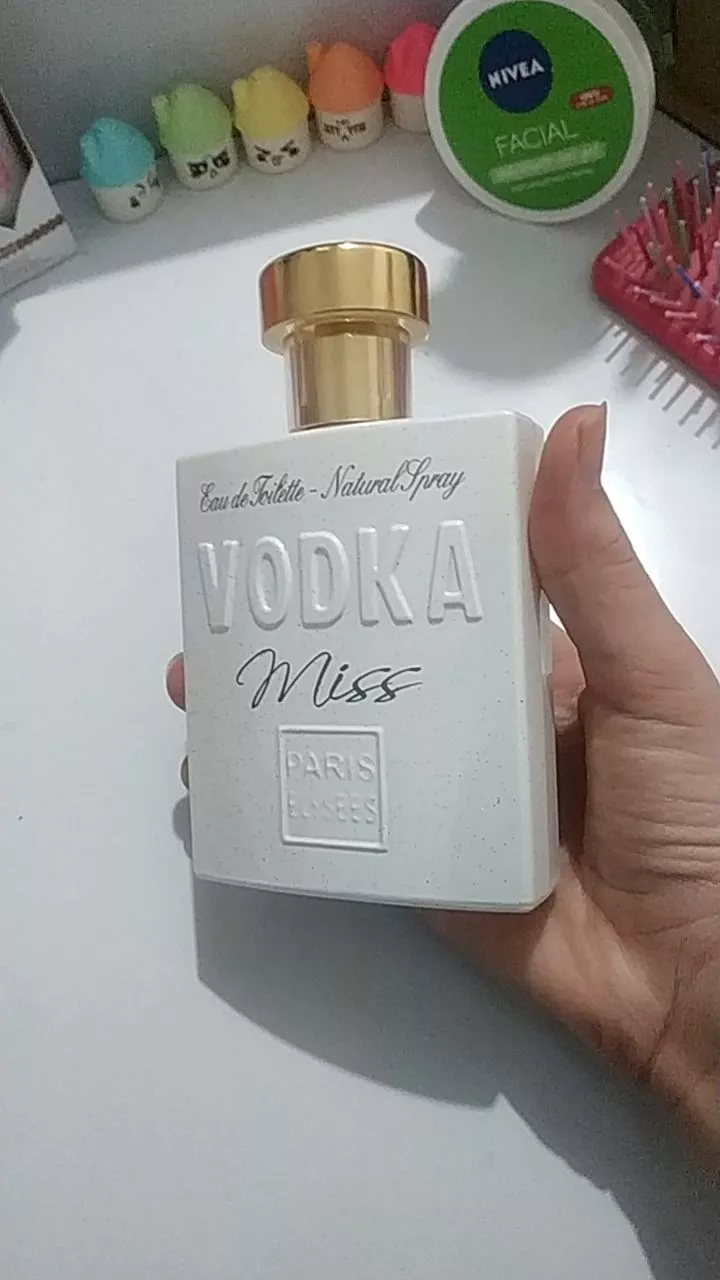 NIVEA
FACIAL
Eau de Toilette - Natural Spray
VODKA
Miss
PARIS
ELYSEES